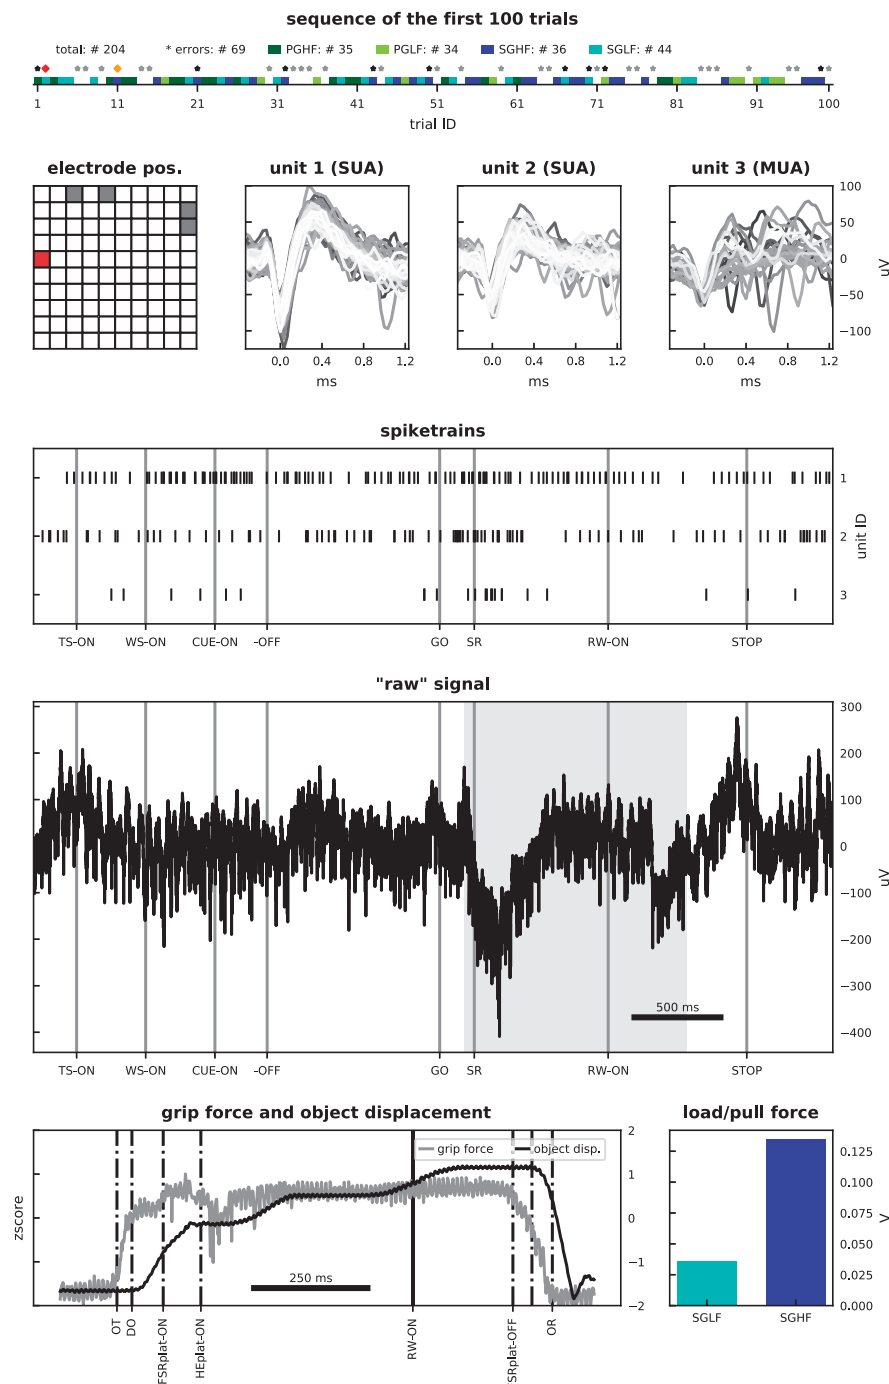 sequence of the first 100 trials
total: # 204 * errors: # 69 PGHF: # 35 PGLF: # 34 SGHF: # 36 SGLF: # 44
1 11 21 31 41 51 61 71 81 91 100
trial ID
electrode pos. unit 1 (SUA) unit 2 (SUA) unit 3 (MUA)
100
50
0
−50
−100
uV
0.0 0.4 0.8 1.2 0.0 0.4 0.8 1.2 0.0 0.4 0.8 1.2
ms ms ms
spiketrains
1
2
3
unit ID
TS-ON WS-ON CUE-ON -OFF GO SR RW-ON STOP
"raw" signal
300
200
100
0
−100
−200
−300
−400
uV
500 ms
TS-ON WS-ON CUE-ON -OFF GO SR RW-ON STOP
grip force and object displacement load/pull force
grip force object disp.
zscore
2
1
0
−1
−2
250 ms
OT DO FSRplat-ON HEplat-ON RW-ON SRplat-OFF OR
0.125
0.100
0.075
0.050
0.025
0.000
V
SGLF SGHF